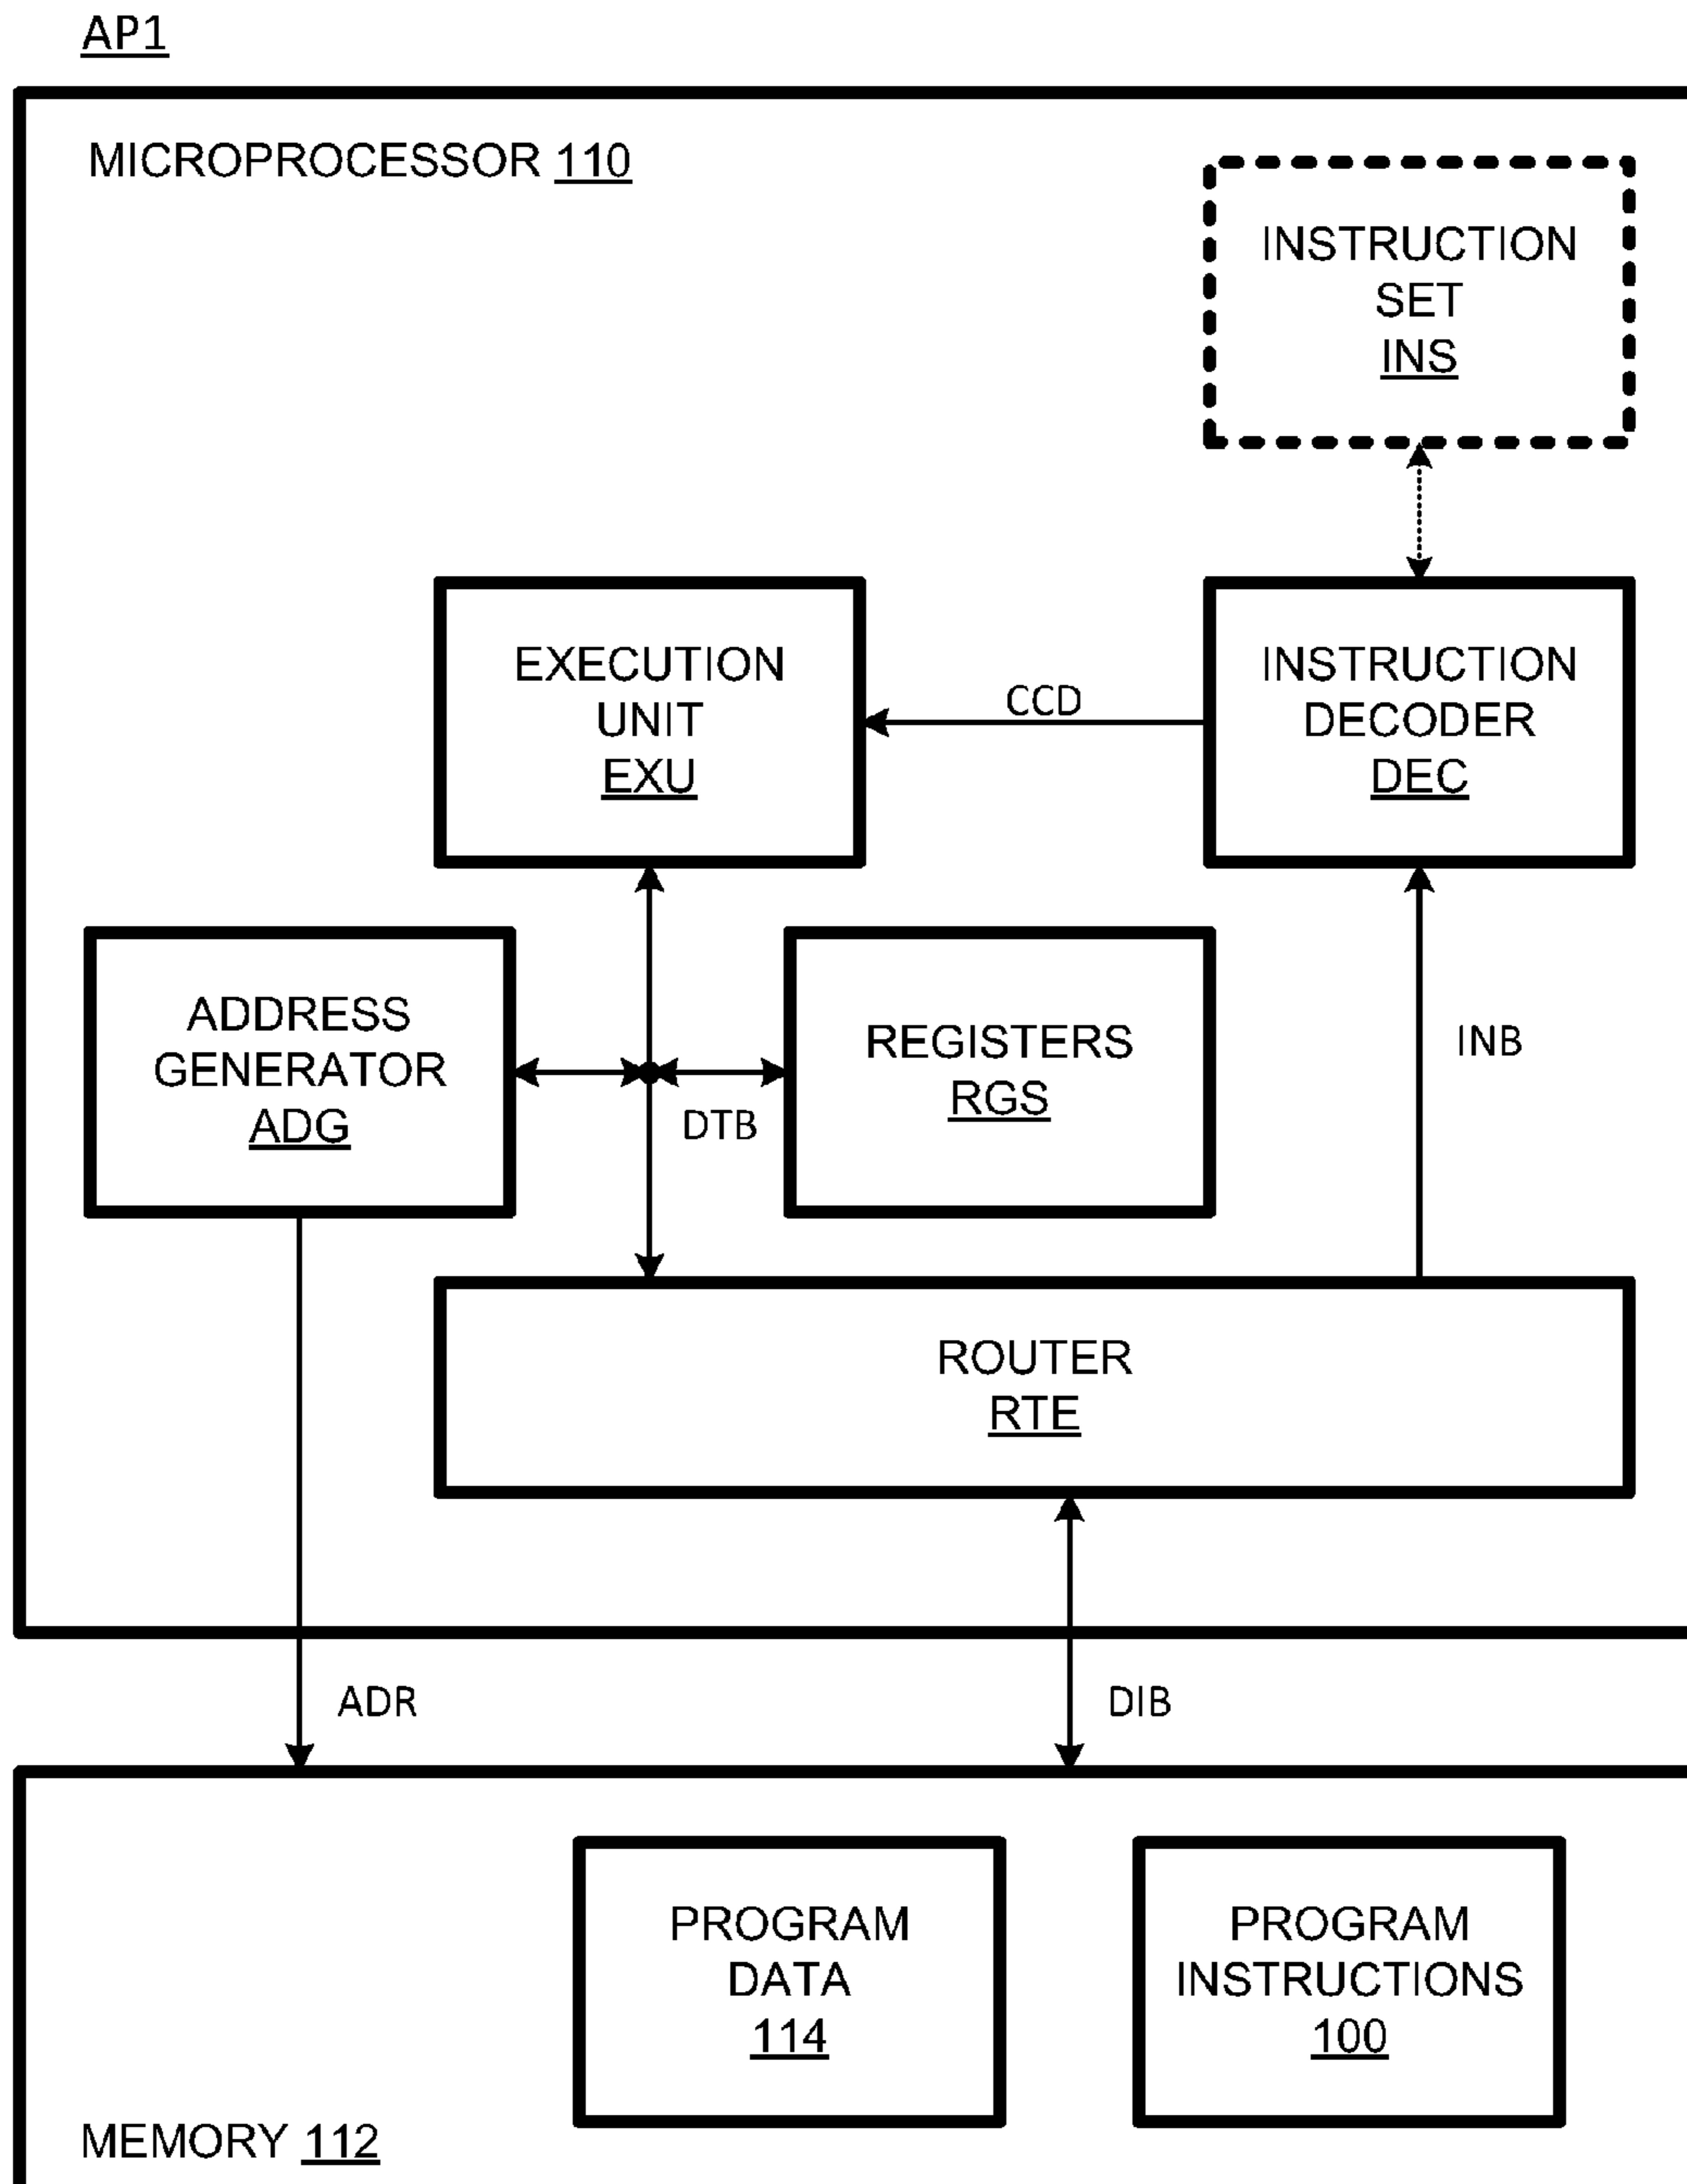 AP1
MICROPROCESSOR 110
INSTRUCTION
SET
INS
EXECUTION
UNIT
EXU
CCD
INSTRUCTION
DECODER
DEC
ADDRESS
GENERATOR
ADG
DTB
REGISTERS
RGS
INB
ROUTER
RTE
ADR
DIB
PROGRAM
DATA
114
PROGRAM
INSTRUCTIONS
100
MEMORY 112